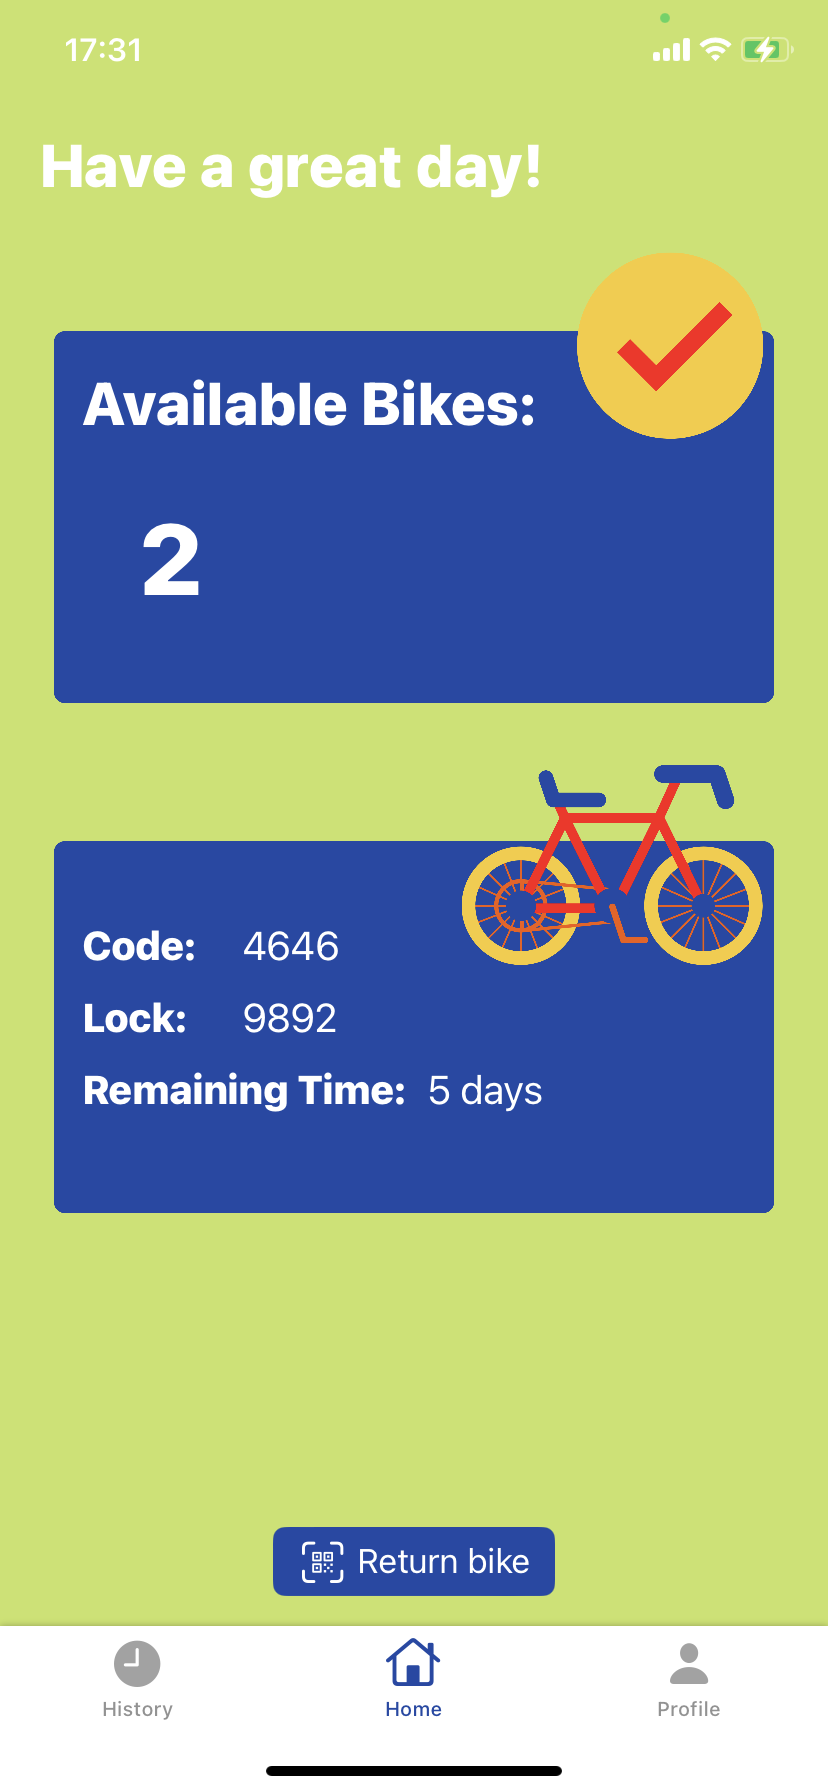 17:31
Have a great day!
Available Bikes:
2
Code: 4646
Lock: 9892
Remaining Time: 5 days
Return bike
History Home Profile